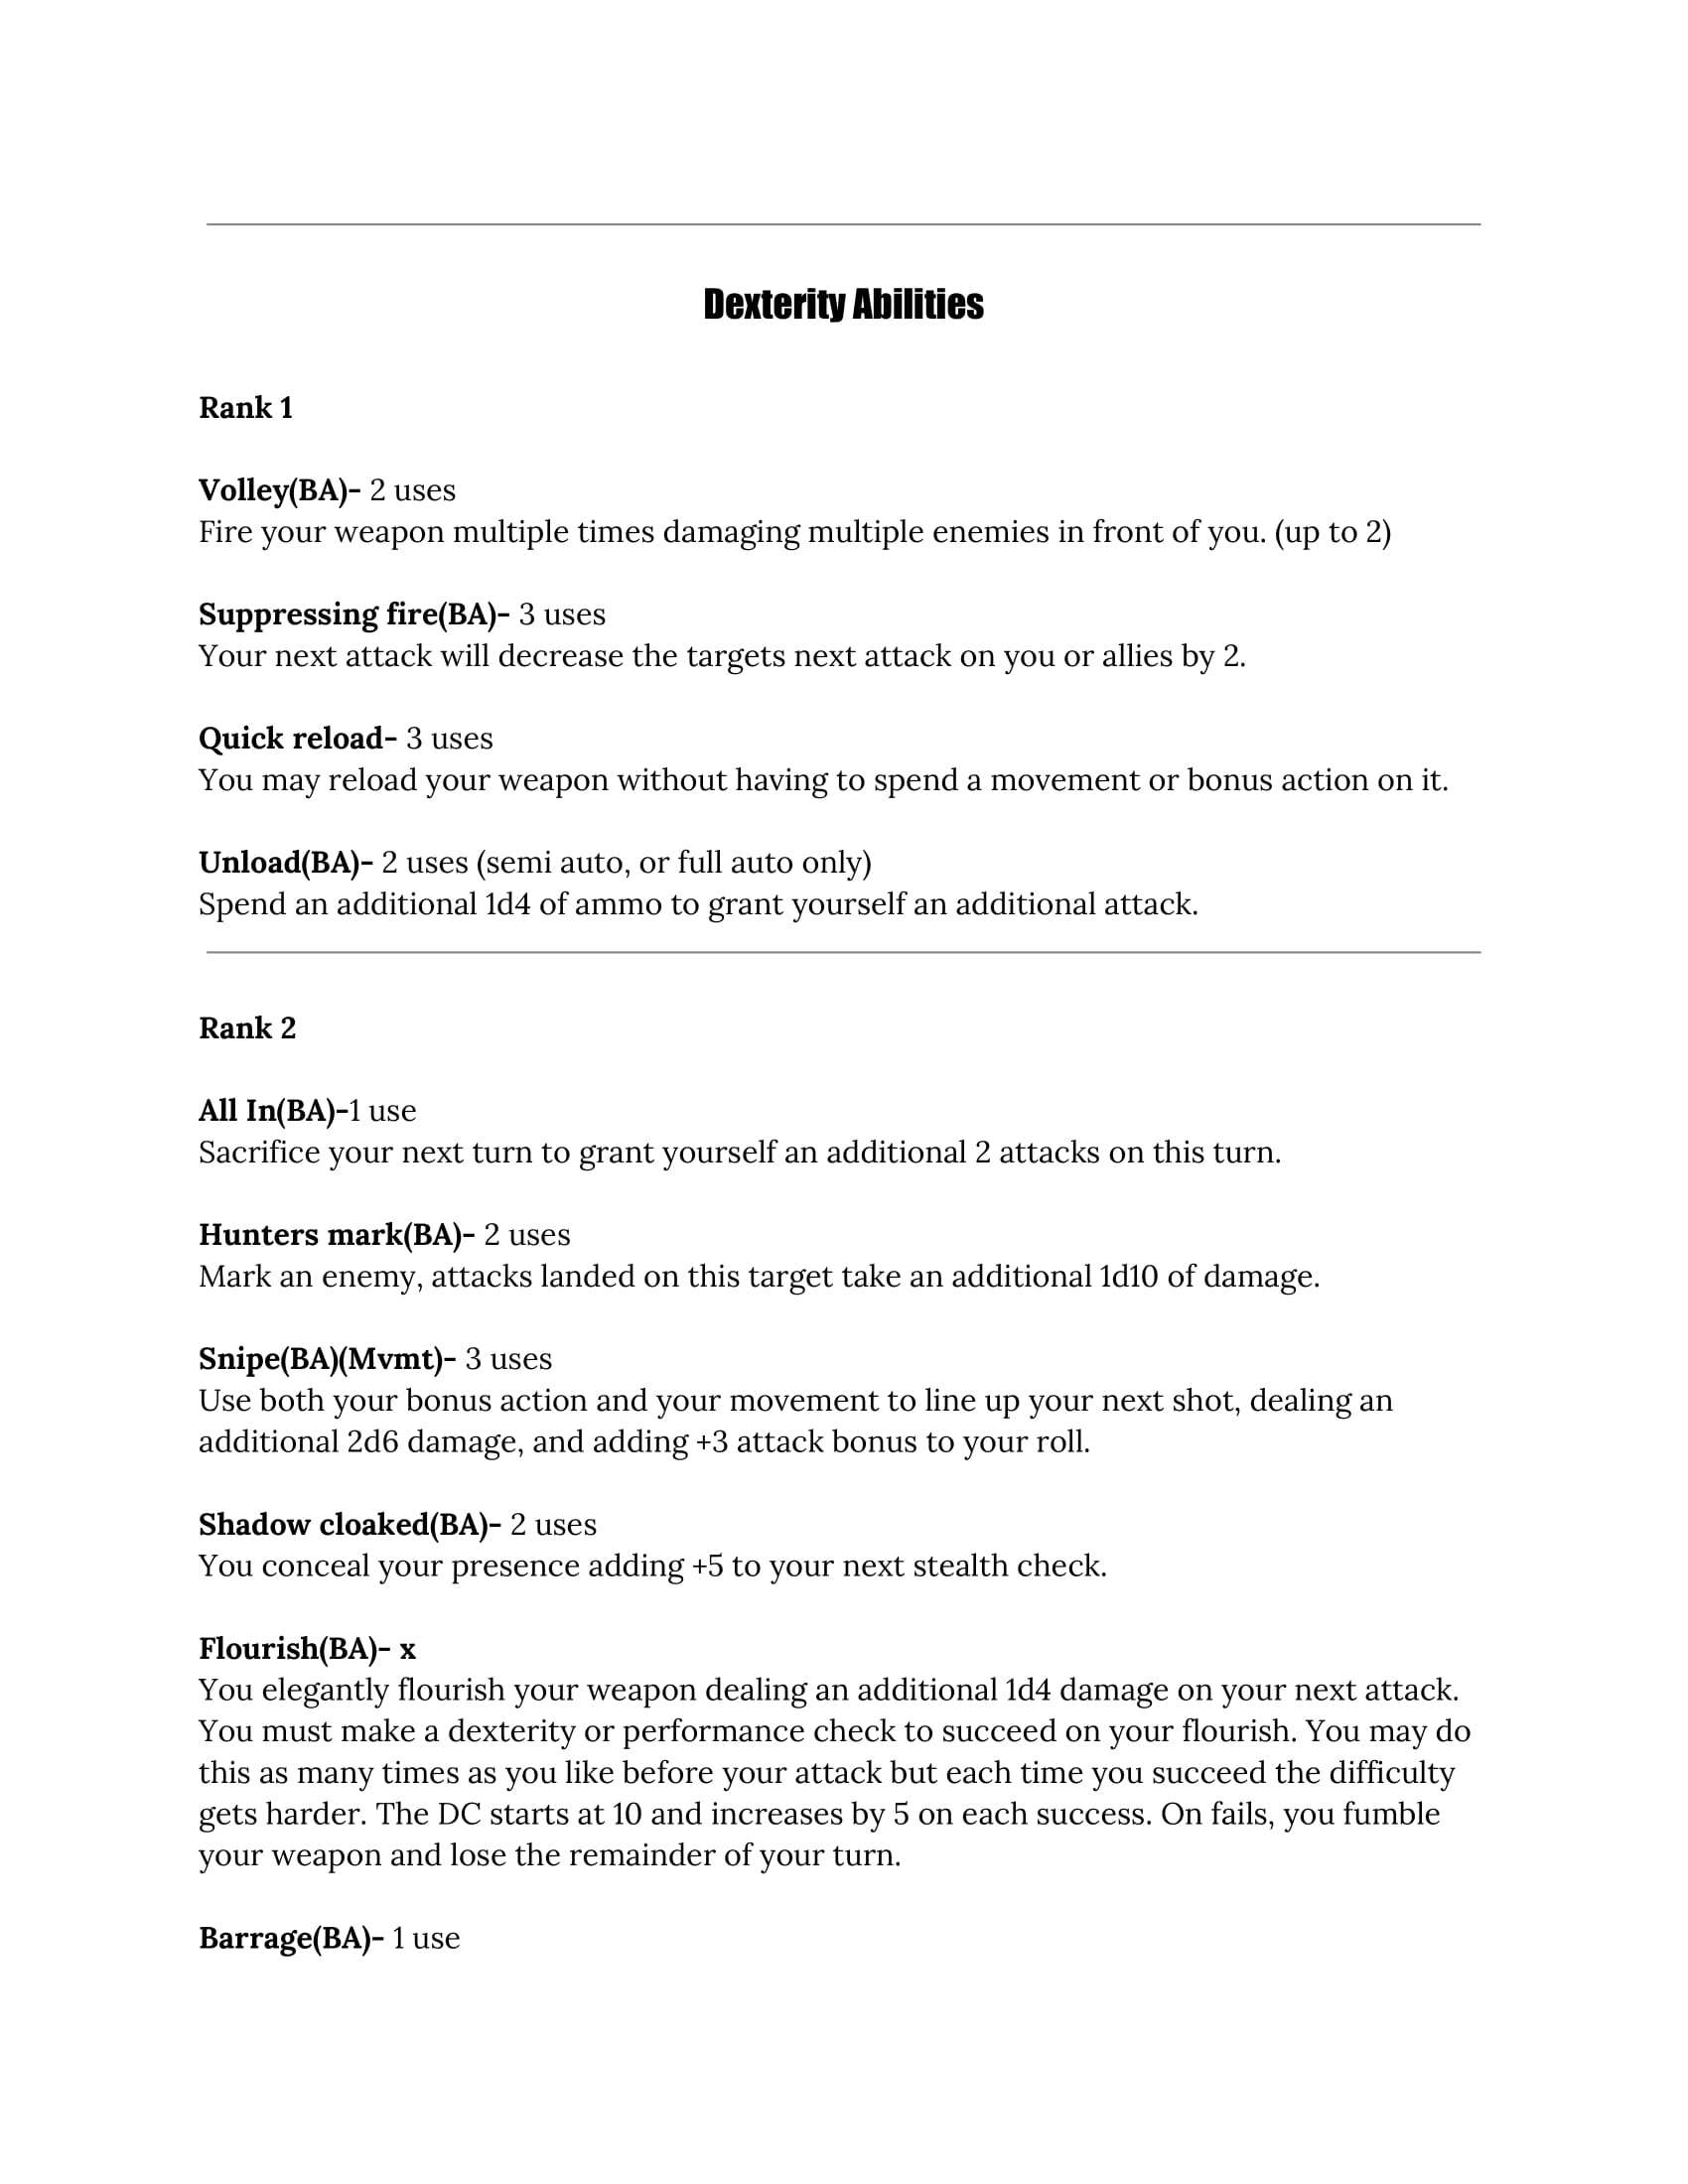 Dexterity Abilities
Rank 1
Volley(BA)- 2 uses
Fire your weapon multiple times damaging multiple enemies in front of you. (up to 2)
Suppressing fire(BA)- 3 uses
Your next attack will decrease the targets next attack on you or allies by 2.
Quick reload- 3 uses
You may reload your weapon without having to spend a movement or bonus action on it.
Unload(BA)- 2 uses (semi auto, or full auto only)
Spend an additional 1d4 of ammo to grant yourself an additional attack.
Rank 2
All In(BA)-1 use
Sacrifice your next turn to grant yourself an additional 2 attacks on this turn.
Hunters mark(BA)- 2 uses
Mark an enemy, attacks landed on this target take an additional 1d10 of damage.
Snipe(BA)(Mvmt)- 3 uses
Use both your bonus action and your movement to line up your next shot, dealing an
additional 2d6 damage, and adding +3 attack bonus to your roll.
Shadow cloaked(BA)- 2 uses
You conceal your presence adding +5 to your next stealth check.
Flourish(BA)- x
You elegantly flourish your weapon dealing an additional 1d4 damage on your next attack.
You must make a dexterity or performance check to succeed on your flourish. You may do
this as many times as you like before your attack but each time you succeed the difficulty
gets harder. The DC starts at 10 and increases by 5 on each success. On fails, you fumble
your weapon and lose the remainder of your turn.
Barrage(BA)- 1 use